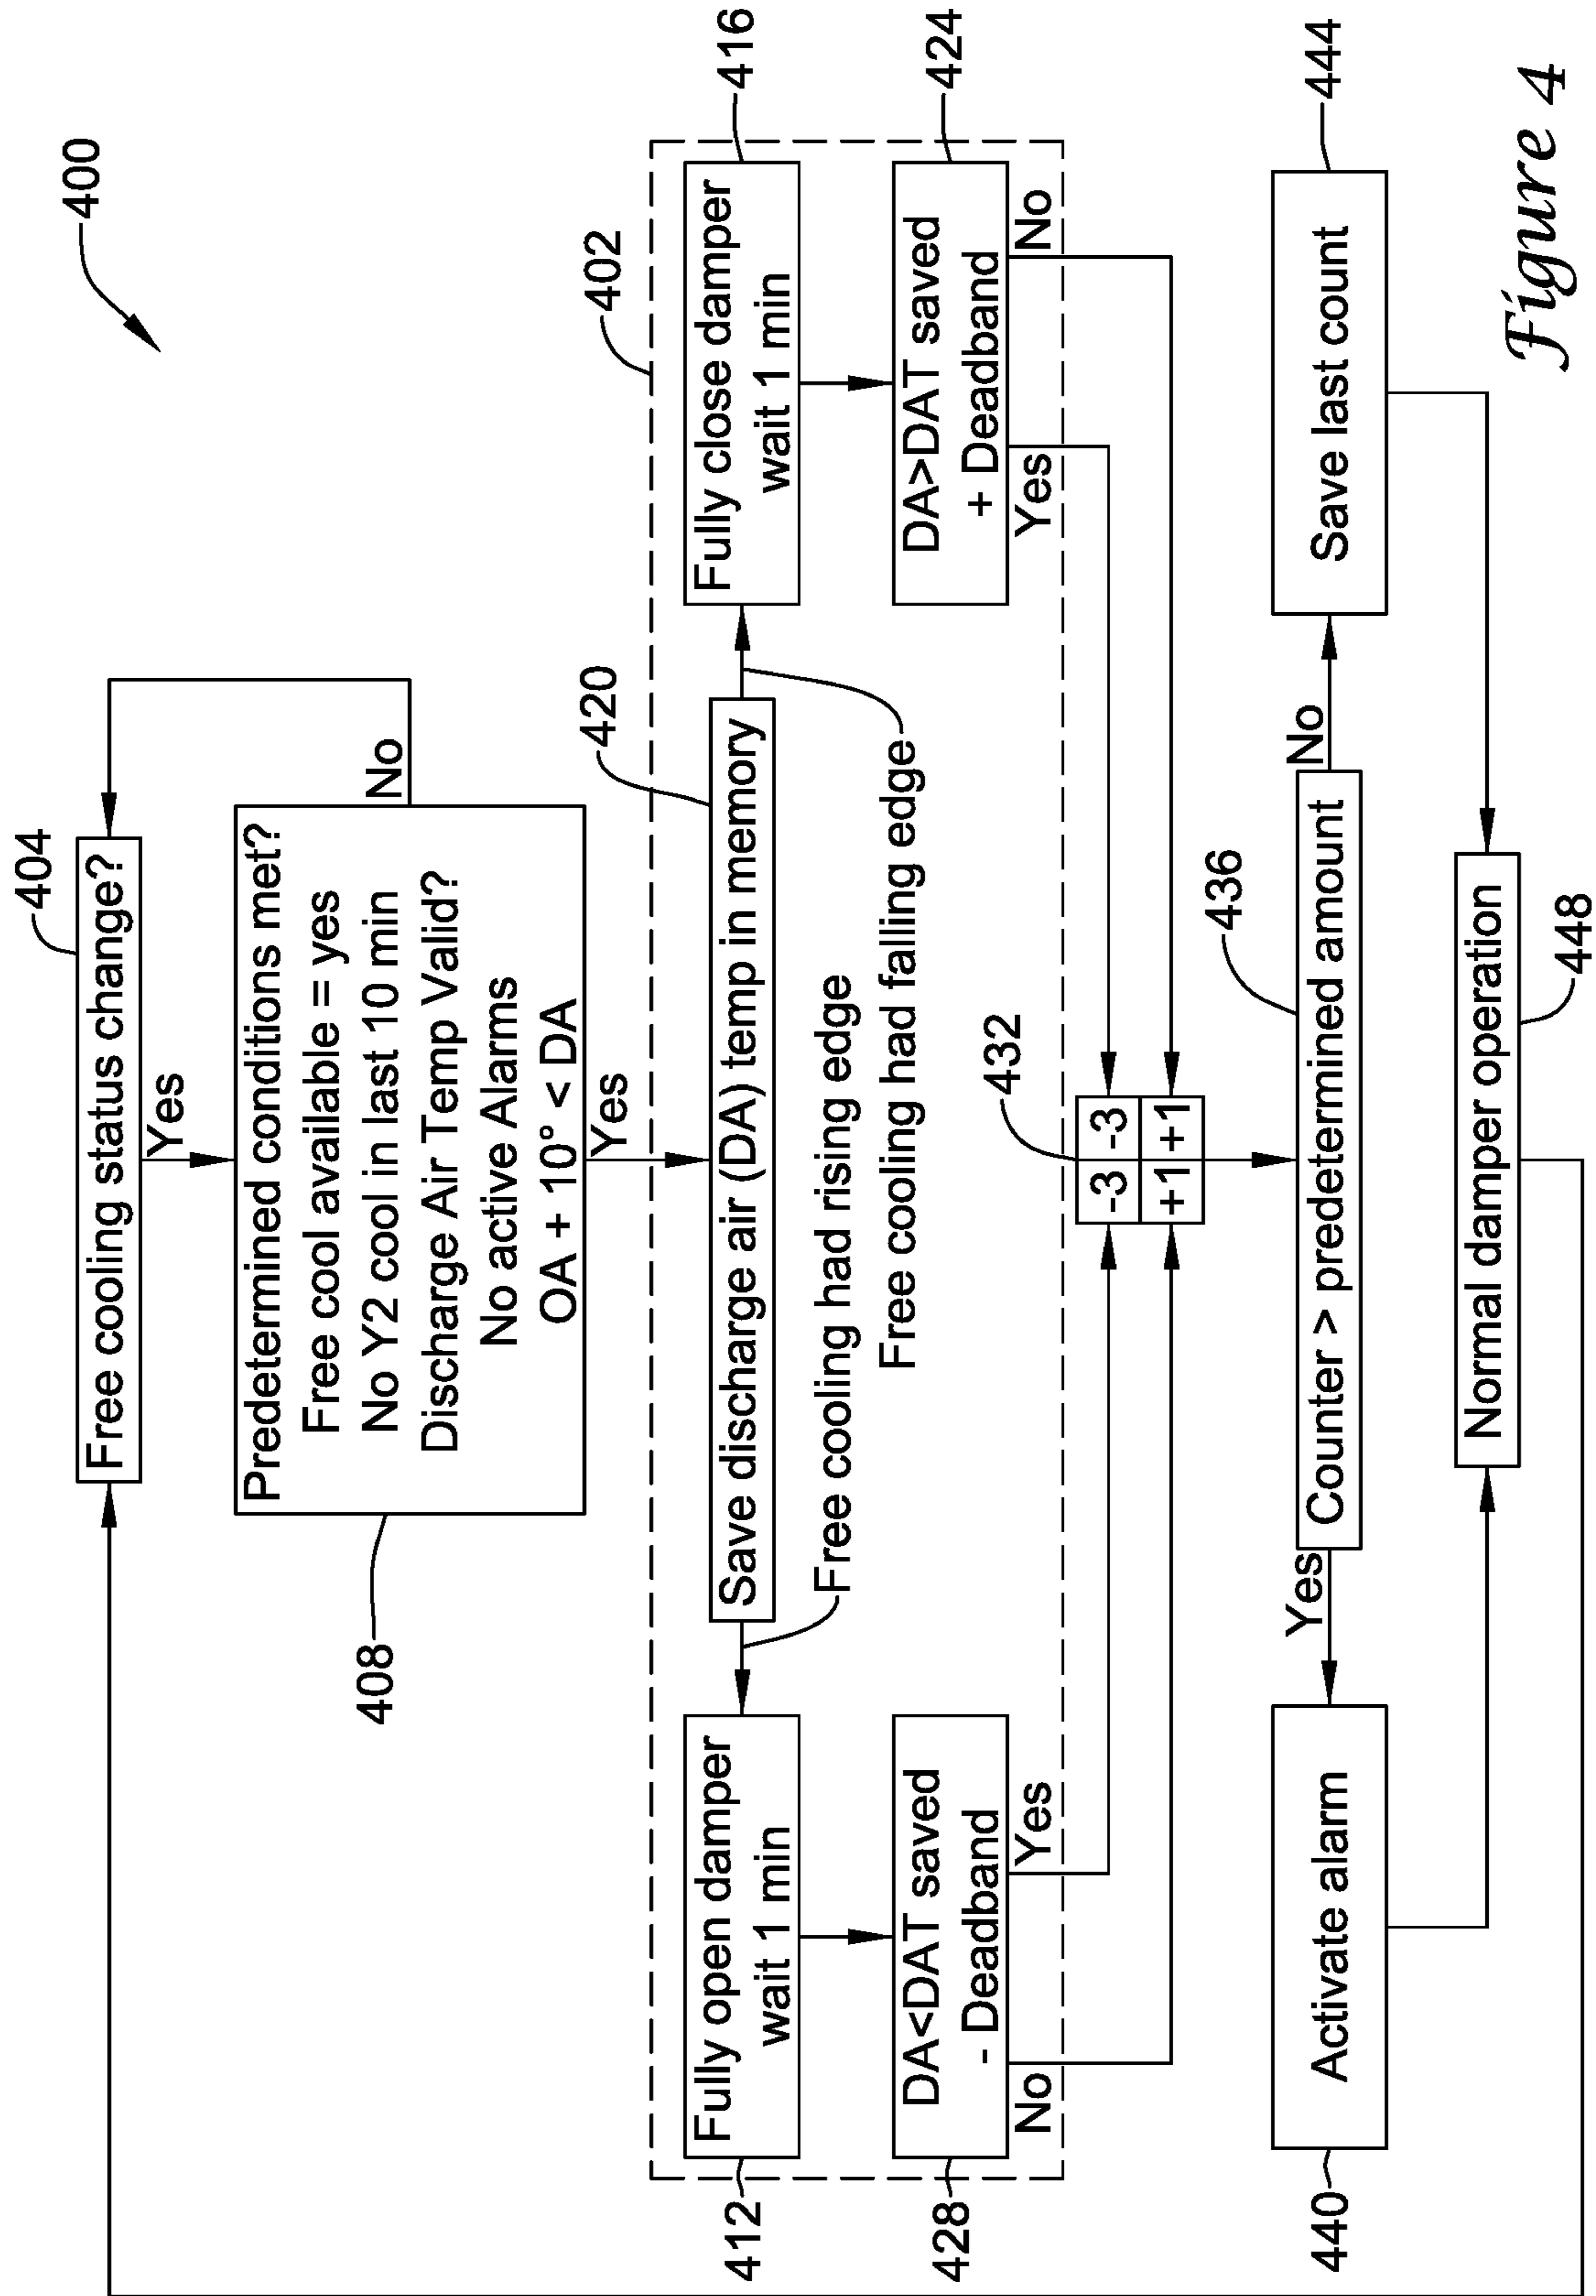 400
404
Free cooling status change?
Yes
No
Predetermined conditions met?
Free cool available = yes
No Y2 cool in last 10 min
Discharge Air Temp Valid?
No active Alarms
OA + 10° < DA
408
Yes
420
402
Save discharge air (DA) temp in memory
Free cooling had rising edge
Free cooling had falling edge
412
Fully open damper
wait 1 min
416
Fully close damper
wait 1 min
428
DA<DAT saved
- Deadband
No
Yes
424
DA>DAT saved
+ Deadband
Yes
No
432
-3 -3
+1 +1
436
Yes
Counter > predetermined amount
No
440
Activate alarm
444
Save last count
Normal damper operation
448
Figure 4